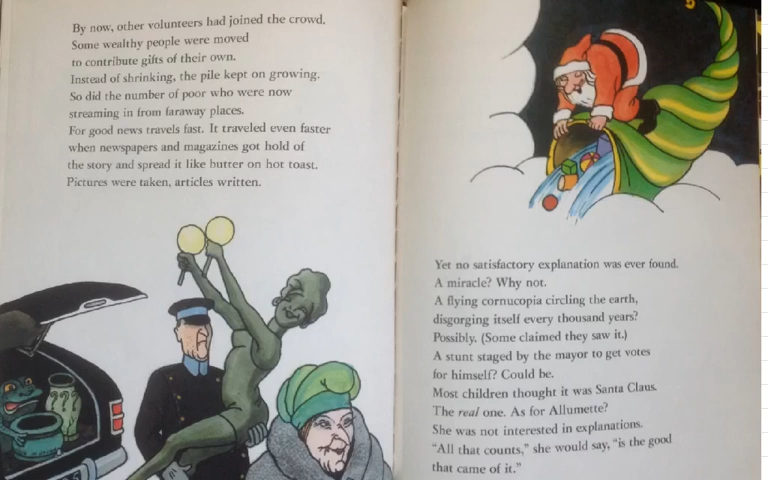 By now, other volunteers had joined the crowd.
Some wealthy people were moved
to contribute gifts of their own.
Instead of shrinking, the pile kept on growing.
So did the number of poor who were now
streaming in from faraway places.
For good news travels fast. It traveled even faster
when newspapers and magazines got hold of
the story and spread it like butter on hot toast.
Pictures were taken, articles written.
Yet no satisfactory explanation was ever found.
A miracle? Why not.
A flying cornucopia circling the earth,
disgorging itself every thousand years?
Possibly. (Some claimed they saw it.)
A stunt staged by the mayor to get votes
for himself? Could be.
Most children thought it was Santa Claus.
The real one. As for Allumette?
She was not interested in explanations.
“All that counts,” she would say, “is the good
that came of it.”